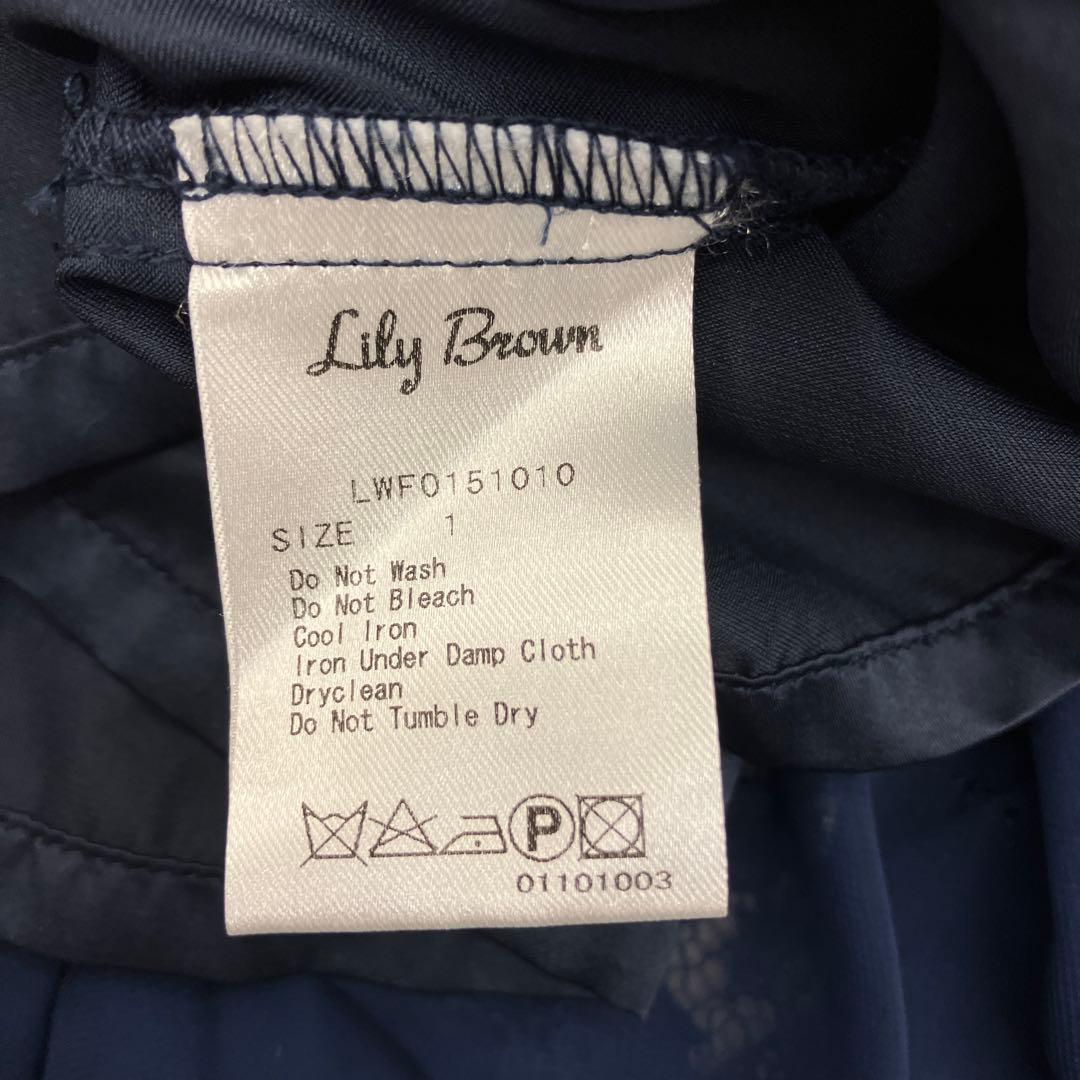 Lily Brown
LWFO151010
SIZE 1
Do Not Wash
Do Not Bleach
Cool Iron
Iron Under Damp Cloth
Dryclean
Do Not Tumble Dry
P
01101003